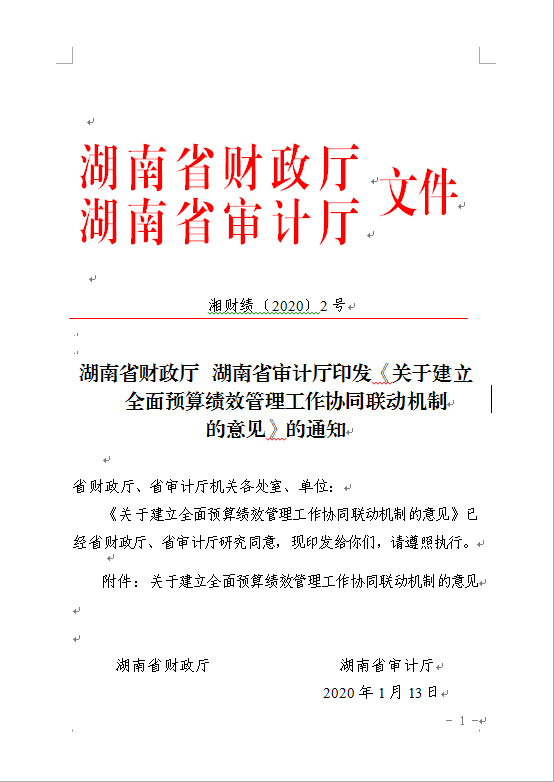 湖南省财政厅
湖南省审计厅
文件
湘财绩〔2020〕2号
湖南省财政厅 湖南省审计厅印发《关于建立
全面预算绩效管理工作协同联动机制
的意见》的通知
省财政厅、省审计厅机关各处室、单位：
《关于建立全面预算绩效管理工作协同联动机制的意见》已
经省财政厅、省审计厅研究同意，现印发给你们，请遵照执行。
附件：关于建立全面预算绩效管理工作协同联动机制的意见
湖南省财政厅 湖南省审计厅
2020年1月13日
－ 1 －